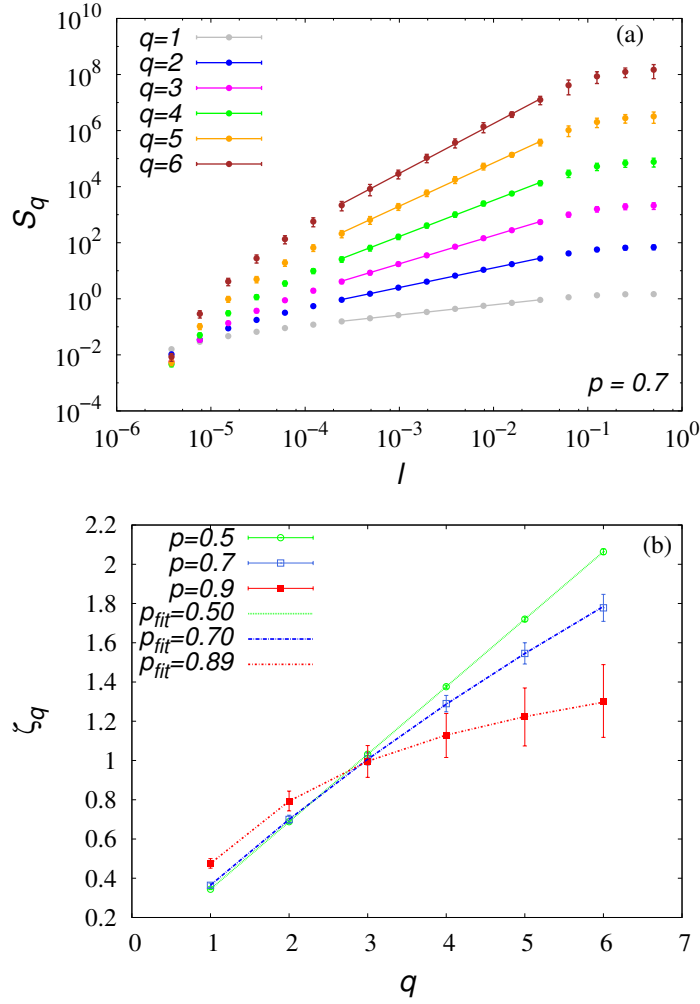 10^10
10^8
10^6
10^4
10^2
10^0
10^-2
10^-4
S_q
q=1
q=2
q=3
q=4
q=5
q=6
(a)
p = 0.7
10^-6 10^-5 10^-4 10^-3 10^-2 10^-1 10^0
l
2.2
2
1.8
1.6
1.4
1.2
1
0.8
0.6
0.4
0.2
ζ_q
p=0.5
p=0.7
p=0.9
p_fit=0.50
p_fit=0.70
p_fit=0.89
(b)
0 1 2 3 4 5 6 7
q